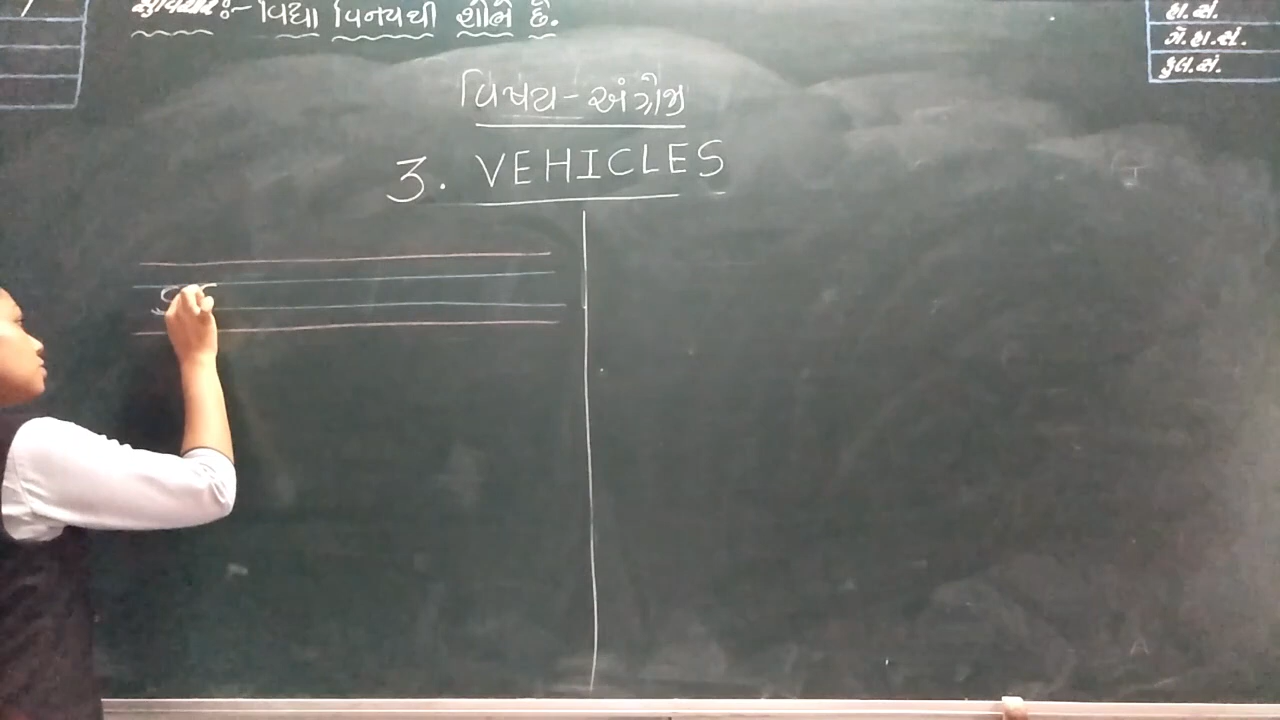 સુવિચાર :- વિદ્યા વિનયથી શોભે છે.
હા.સં.
ગે.હા.સં.
કુલ.સં.
વિષય - અંગ્રેજી
3. VEHICLES